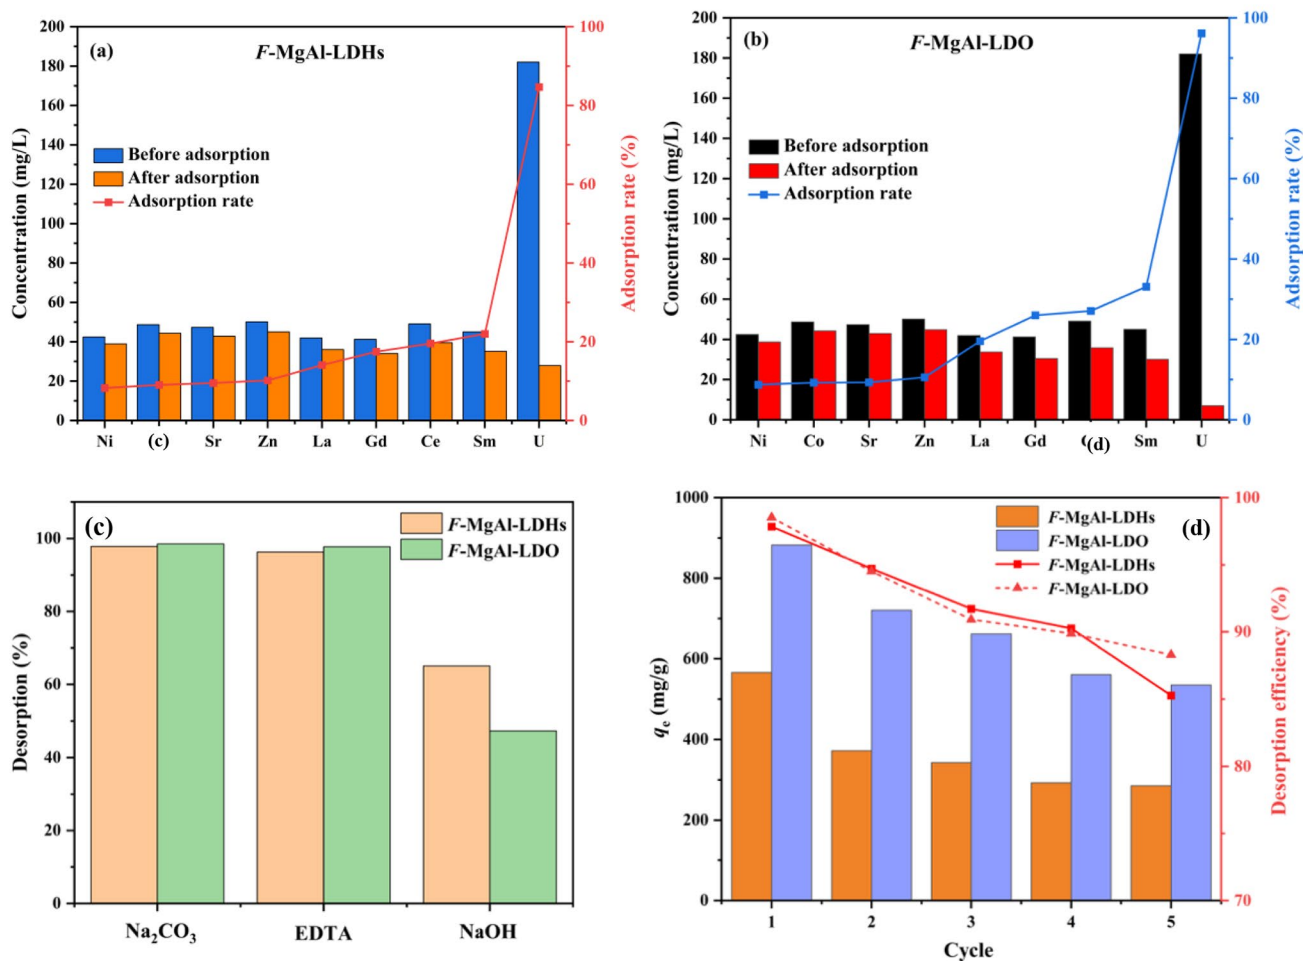 (a)
F-MgAl-LDHs
Before adsorption
After adsorption
Adsorption rate
Concentration (mg/L)
200
180
160
140
120
100
80
60
40
20
0
Adsorption rate (%)
100
80
60
40
20
0
Ni (c) Sr Zn La Gd Ce Sm U
(b)
F-MgAl-LDO
Before adsorption
After adsorption
Adsorption rate
Concentration (mg/L)
200
180
160
140
120
100
80
60
40
20
0
Adsorption rate (%)
100
80
60
40
20
0
Ni Co Sr Zn La Gd (d) Sm U
(c)
F-MgAl-LDHs
F-MgAl-LDO
Desorption (%)
100
80
60
40
20
0
Na₂CO₃ EDTA NaOH
(d)
F-MgAl-LDHs
F-MgAl-LDO
F-MgAl-LDHs
F-MgAl-LDO
qₑ (mg/g)
1000
800
600
400
200
0
Desorption efficiency (%)
100
90
80
70
1 2 3 4 5
Cycle